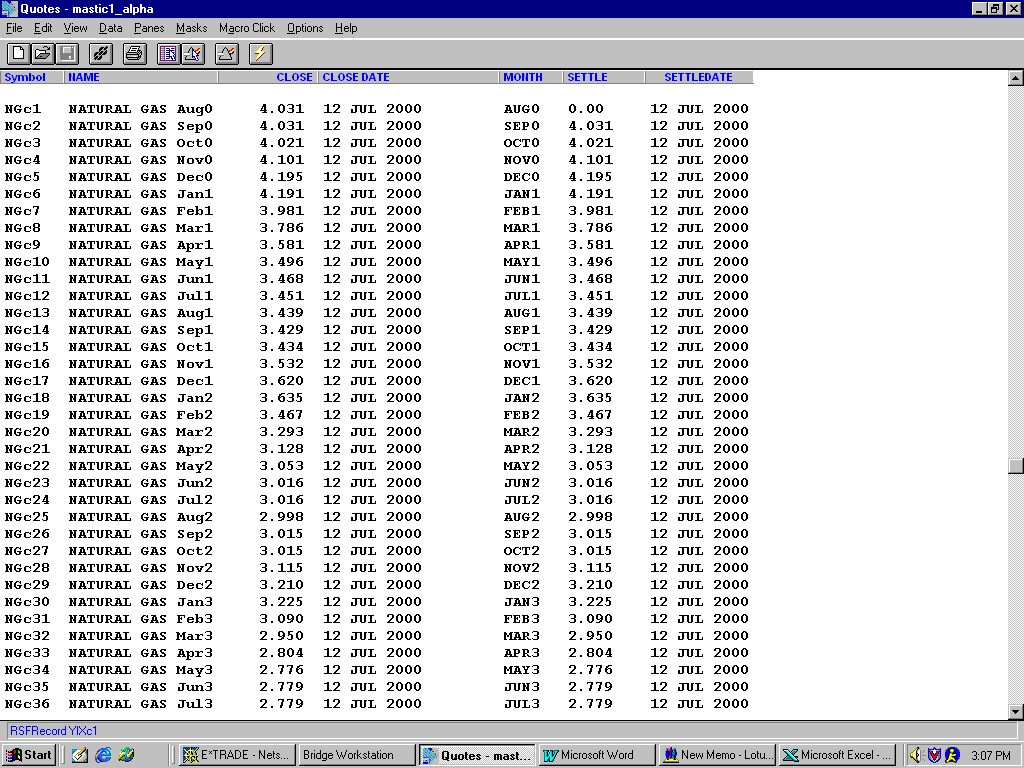 Quotes - mastic1_alpha
File Edit View Data Panes Masks Macro Click Options Help
Symbol NAME CLOSE CLOSE DATE MONTH SETTLE SETTLEDATE
NGc1 NATURAL GAS Aug0 4.031 12 JUL 2000 AUG0 0.00 12 JUL 2000
NGc2 NATURAL GAS Sep0 4.031 12 JUL 2000 SEP0 4.031 12 JUL 2000
NGc3 NATURAL GAS Oct0 4.021 12 JUL 2000 OCT0 4.021 12 JUL 2000
NGc4 NATURAL GAS Nov0 4.101 12 JUL 2000 NOV0 4.101 12 JUL 2000
NGc5 NATURAL GAS Dec0 4.195 12 JUL 2000 DEC0 4.195 12 JUL 2000
NGc6 NATURAL GAS Jan1 4.191 12 JUL 2000 JAN1 4.191 12 JUL 2000
NGc7 NATURAL GAS Feb1 3.981 12 JUL 2000 FEB1 3.981 12 JUL 2000
NGc8 NATURAL GAS Mar1 3.786 12 JUL 2000 MAR1 3.786 12 JUL 2000
NGc9 NATURAL GAS Apr1 3.581 12 JUL 2000 APR1 3.581 12 JUL 2000
NGc10 NATURAL GAS May1 3.496 12 JUL 2000 MAY1 3.496 12 JUL 2000
NGc11 NATURAL GAS Jun1 3.468 12 JUL 2000 JUN1 3.468 12 JUL 2000
NGc12 NATURAL GAS Jul1 3.451 12 JUL 2000 JUL1 3.451 12 JUL 2000
NGc13 NATURAL GAS Aug1 3.439 12 JUL 2000 AUG1 3.439 12 JUL 2000
NGc14 NATURAL GAS Sep1 3.429 12 JUL 2000 SEP1 3.429 12 JUL 2000
NGc15 NATURAL GAS Oct1 3.434 12 JUL 2000 OCT1 3.434 12 JUL 2000
NGc16 NATURAL GAS Nov1 3.532 12 JUL 2000 NOV1 3.532 12 JUL 2000
NGc17 NATURAL GAS Dec1 3.620 12 JUL 2000 DEC1 3.620 12 JUL 2000
NGc18 NATURAL GAS Jan2 3.635 12 JUL 2000 JAN2 3.635 12 JUL 2000
NGc19 NATURAL GAS Feb2 3.467 12 JUL 2000 FEB2 3.467 12 JUL 2000
NGc20 NATURAL GAS Mar2 3.293 12 JUL 2000 MAR2 3.293 12 JUL 2000
NGc21 NATURAL GAS Apr2 3.128 12 JUL 2000 APR2 3.128 12 JUL 2000
NGc22 NATURAL GAS May2 3.053 12 JUL 2000 MAY2 3.053 12 JUL 2000
NGc23 NATURAL GAS Jun2 3.016 12 JUL 2000 JUN2 3.016 12 JUL 2000
NGc24 NATURAL GAS Jul2 3.016 12 JUL 2000 JUL2 3.016 12 JUL 2000
NGc25 NATURAL GAS Aug2 2.998 12 JUL 2000 AUG2 2.998 12 JUL 2000
NGc26 NATURAL GAS Sep2 3.015 12 JUL 2000 SEP2 3.015 12 JUL 2000
NGc27 NATURAL GAS Oct2 3.015 12 JUL 2000 OCT2 3.015 12 JUL 2000
NGc28 NATURAL GAS Nov2 3.115 12 JUL 2000 NOV2 3.115 12 JUL 2000
NGc29 NATURAL GAS Dec2 3.210 12 JUL 2000 DEC2 3.210 12 JUL 2000
NGc30 NATURAL GAS Jan3 3.225 12 JUL 2000 JAN3 3.225 12 JUL 2000
NGc31 NATURAL GAS Feb3 3.090 12 JUL 2000 FEB3 3.090 12 JUL 2000
NGc32 NATURAL GAS Mar3 2.950 12 JUL 2000 MAR3 2.950 12 JUL 2000
NGc33 NATURAL GAS Apr3 2.804 12 JUL 2000 APR3 2.804 12 JUL 2000
NGc34 NATURAL GAS May3 2.776 12 JUL 2000 MAY3 2.776 12 JUL 2000
NGc35 NATURAL GAS Jun3 2.779 12 JUL 2000 JUN3 2.779 12 JUL 2000
NGc36 NATURAL GAS Jul3 2.779 12 JUL 2000 JUL3 2.779 12 JUL 2000
RSFRecord YIXc1
Start E*TRADE - Nets... Bridge Workstation Quotes - mast... Microsoft Word New Memo - Lotu... Microsoft Excel - ... 3:07 PM